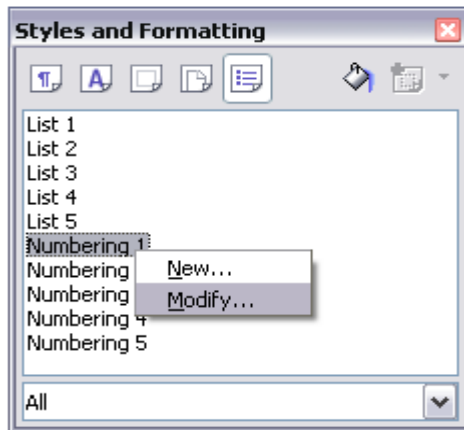 Styles and Formatting
List 1
List 2
List 3
List 4
List 5
Numbering 1
Numbering
Numbering
Numbering 4
Numbering 5
New...
Modify...
All